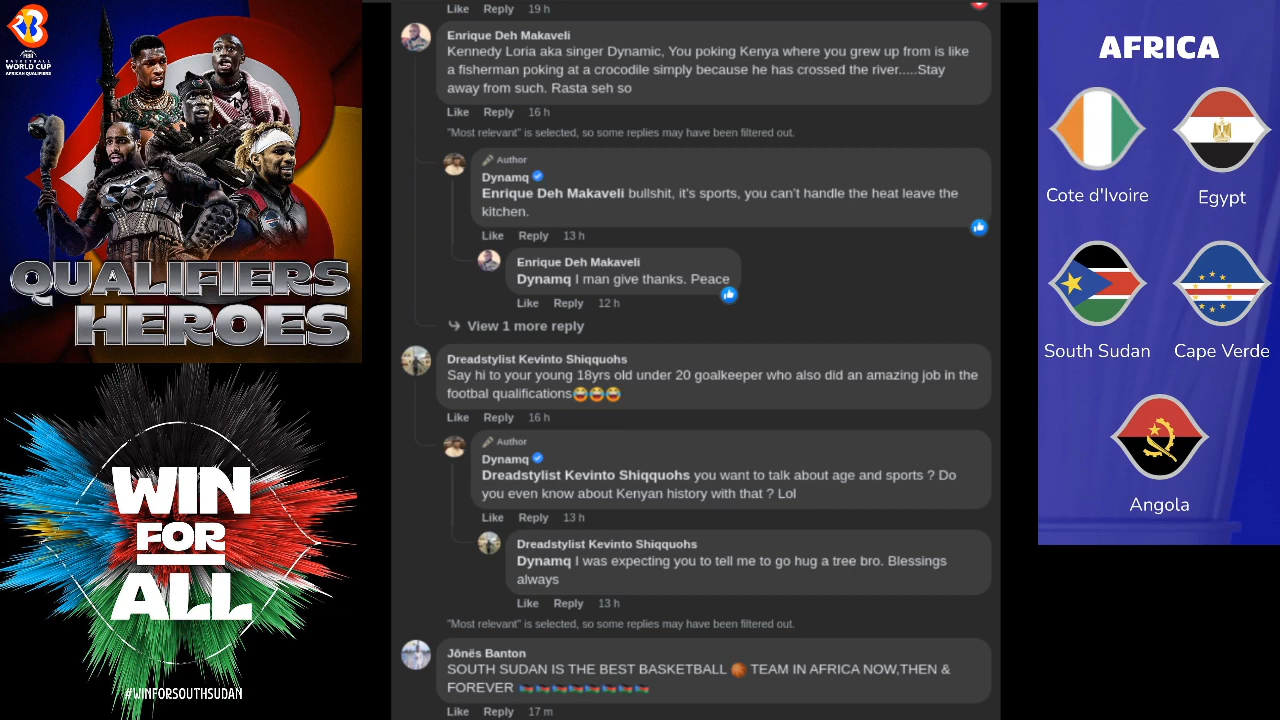 FIBA
BASKETBALL
WORLD CUP
AFRICAN QUALIFIERS
QUALIFIERS
HEROES
WIN
FOR
ALL
#WINFORSOUTHSUDAN
Like Reply 19 h
Enrique Deh Makaveli
Kennedy Loria aka singer Dynamic, You poking Kenya where you grew up from is like
a fisherman poking at a crocodile simply because he has crossed the river.....Stay
away from such. Rasta seh so
Like Reply 16 h
"Most relevant" is selected, so some replies may have been filtered out.
Author
Dynamq
Enrique Deh Makaveli bullshit, it's sports, you can't handle the heat leave the
kitchen.
Like Reply 13 h
Enrique Deh Makaveli
Dynamq I man give thanks. Peace
Like Reply 12 h
View 1 more reply
Dreadstylist Kevinto Shiqquohs
Say hi to your young 18yrs old under 20 goalkeeper who also did an amazing job in the
footbal qualifications😂😂😂
Like Reply 16 h
Author
Dynamq
Dreadstylist Kevinto Shiqquohs you want to talk about age and sports ? Do
you even know about Kenyan history with that ? Lol
Like Reply 13 h
Dreadstylist Kevinto Shiqquohs
Dynamq I was expecting you to tell me to go hug a tree bro. Blessings
always
Like Reply 13 h
"Most relevant" is selected, so some replies may have been filtered out.
Jônës Banton
SOUTH SUDAN IS THE BEST BASKETBALL 🏀 TEAM IN AFRICA NOW,THEN &
FOREVER 🇸🇸🇸🇸🇸🇸🇸🇸🇸🇸🇸🇸🇸🇸🇸🇸
Like Reply 17 m
AFRICA
Cote d'Ivoire
Egypt
South Sudan
Cape Verde
Angola